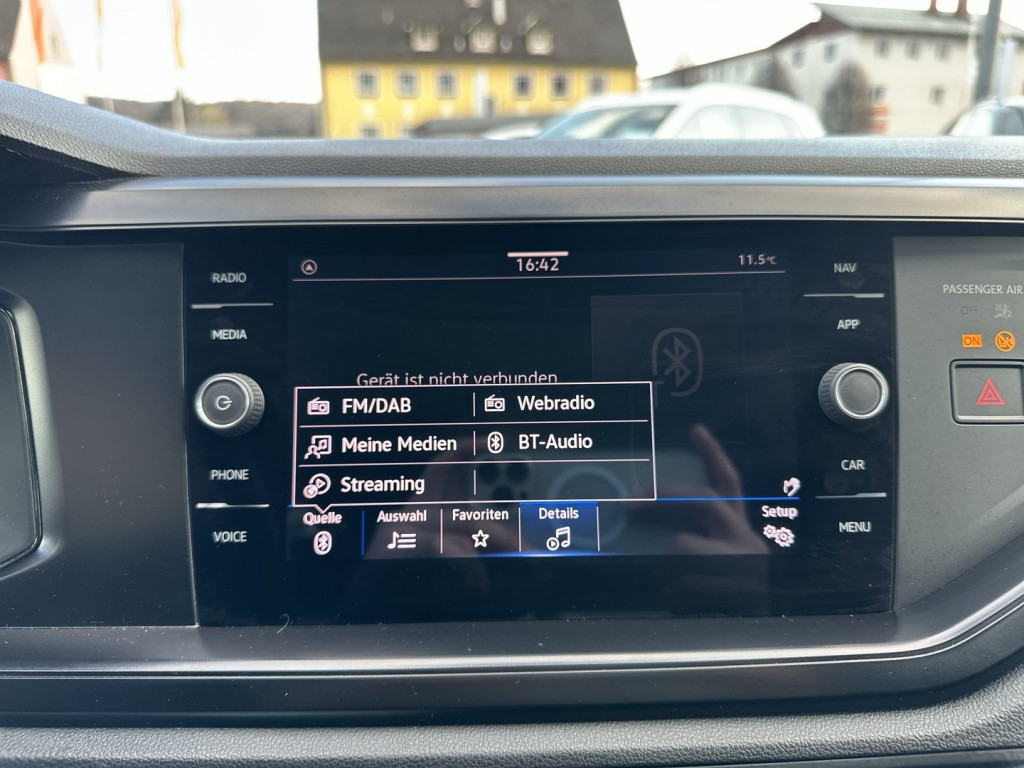 RADIO
MEDIA
PHONE
VOICE
16:42
11.5°C
Gerät ist nicht verbunden
FM/DAB
Webradio
Meine Medien
BT-Audio
Streaming
Quelle
Auswahl
Favoriten
Details
Setup
NAV
APP
CAR
MENU
PASSENGER AIR
OFF
ON